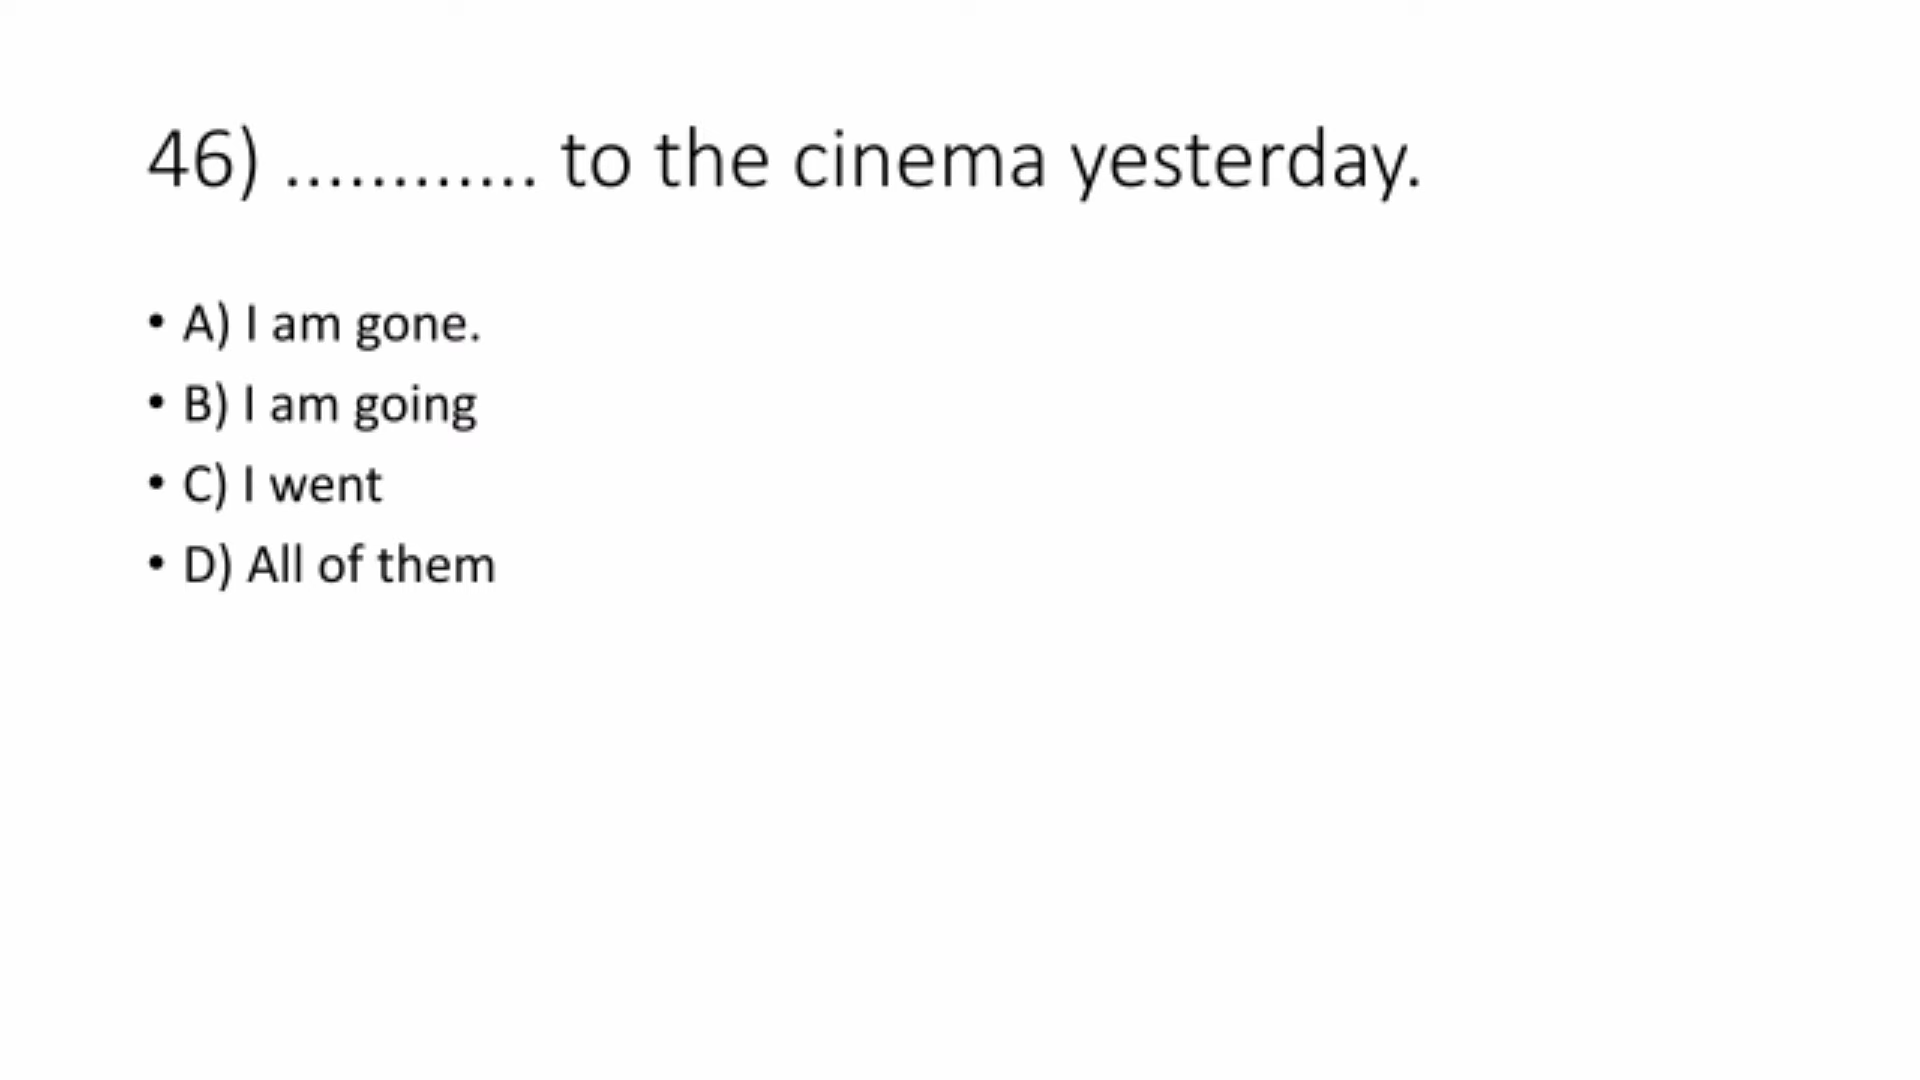 46) ............ to the cinema yesterday.
• A) I am gone.
• B) I am going
• C) I went
• D) All of them